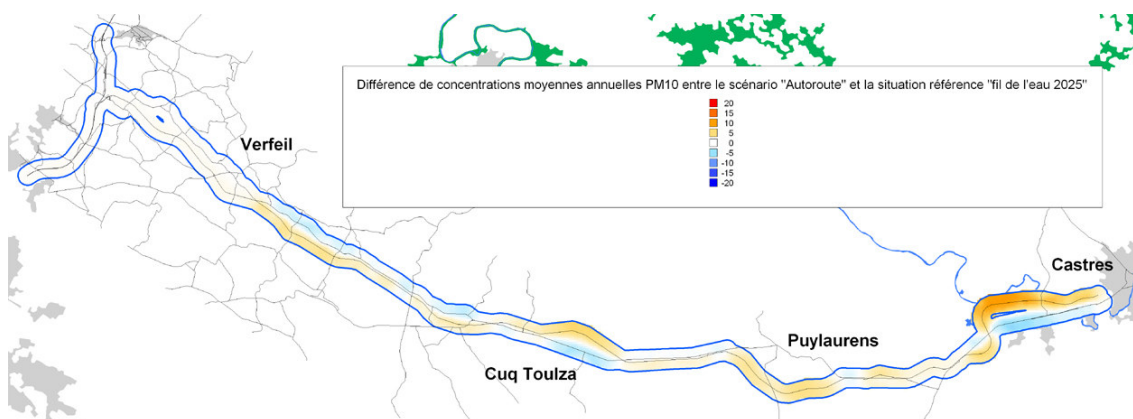 Différence de concentrations moyennes annuelles PM10 entre le scénario "Autoroute" et la situation référence "fil de l'eau 2025"
20
15
10
5
0
-5
-10
-15
-20
Verfeil
Castres
Puylaurens
Cuq Toulza